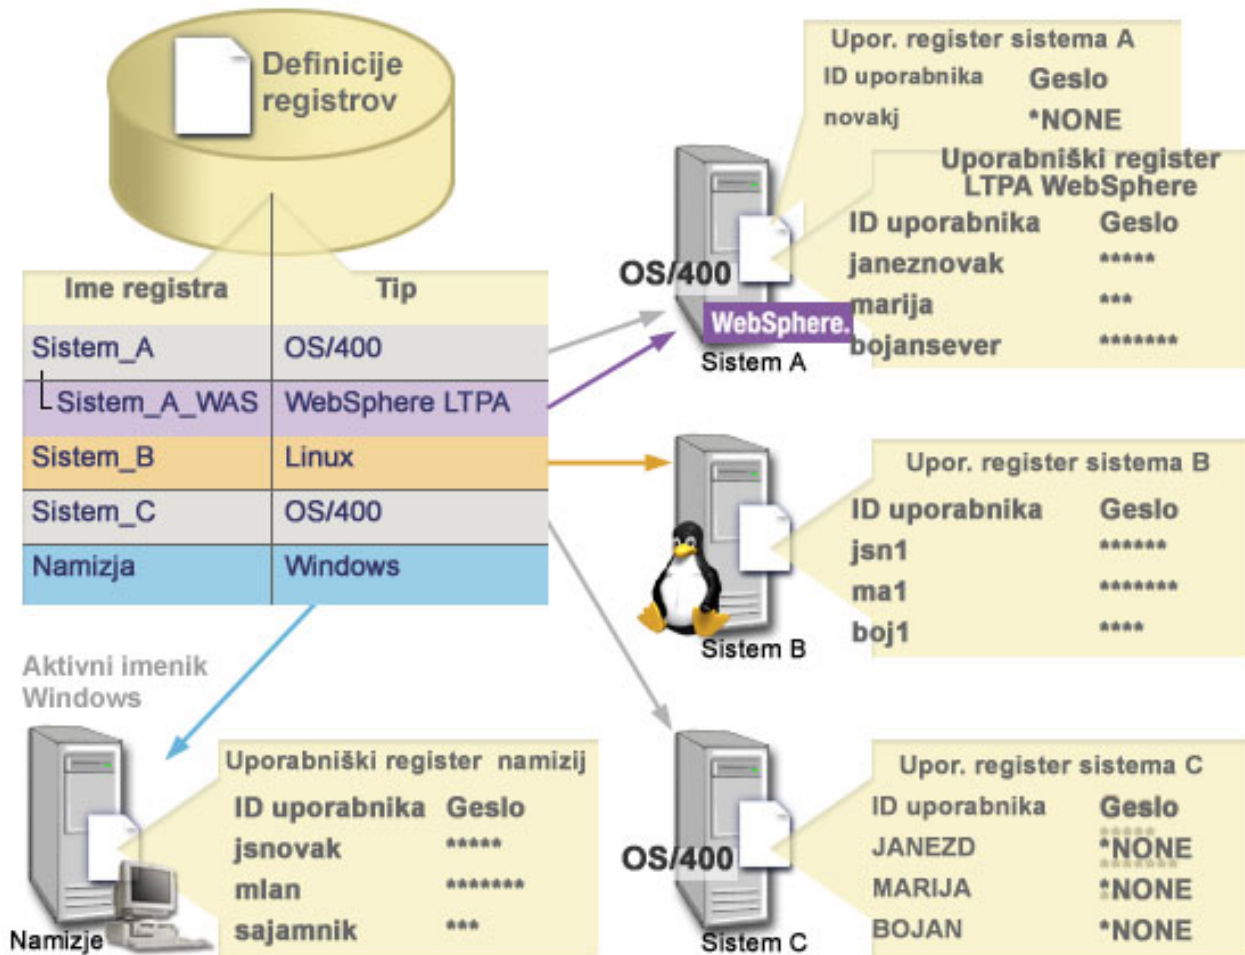 Definicije
registrov
Ime registra Tip
Sistem_A OS/400
Sistem_A_WAS WebSphere LTPA
Sistem_B Linux
Sistem_C OS/400
Namizja Windows
Upor. register sistema A
ID uporabnika Geslo
novakj *NONE
Uporabniški register
LTPA WebSphere
ID uporabnika Geslo
janeznovak *****
marija ***
bojansever *******
OS/400
WebSphere.
Sistem A
Upor. register sistema B
ID uporabnika Geslo
jsn1 ******
ma1 *******
boj1 ****
Sistem B
Aktivni imenik
Windows
Uporabniški register namizij
ID uporabnika Geslo
jsnovak *****
mlan *******
sajamnik ***
Namizje
Upor. register sistema C
ID uporabnika Geslo
JANEZD *NONE
MARIJA *NONE
BOJAN *NONE
OS/400
Sistem C